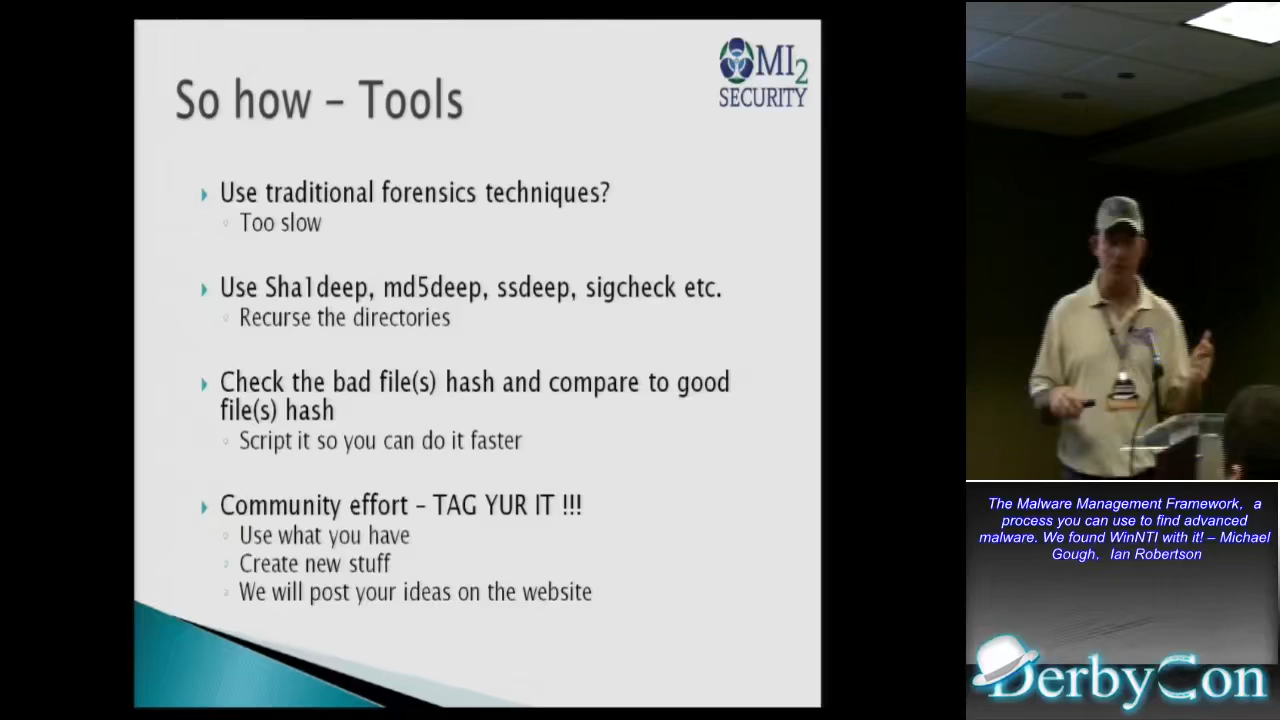 MI2
SECURITY
So how – Tools
Use traditional forensics techniques?
Too slow
Use Sha1deep, md5deep, ssdeep, sigcheck etc.
Recurse the directories
Check the bad file(s) hash and compare to good
file(s) hash
Script it so you can do it faster
Community effort – TAG YUR IT !!!
Use what you have
Create new stuff
We will post your ideas on the website
The Malware Management Framework, a
process you can use to find advanced
malware. We found WinNTI with it! – Michael
Gough, Ian Robertson
DerbyCon